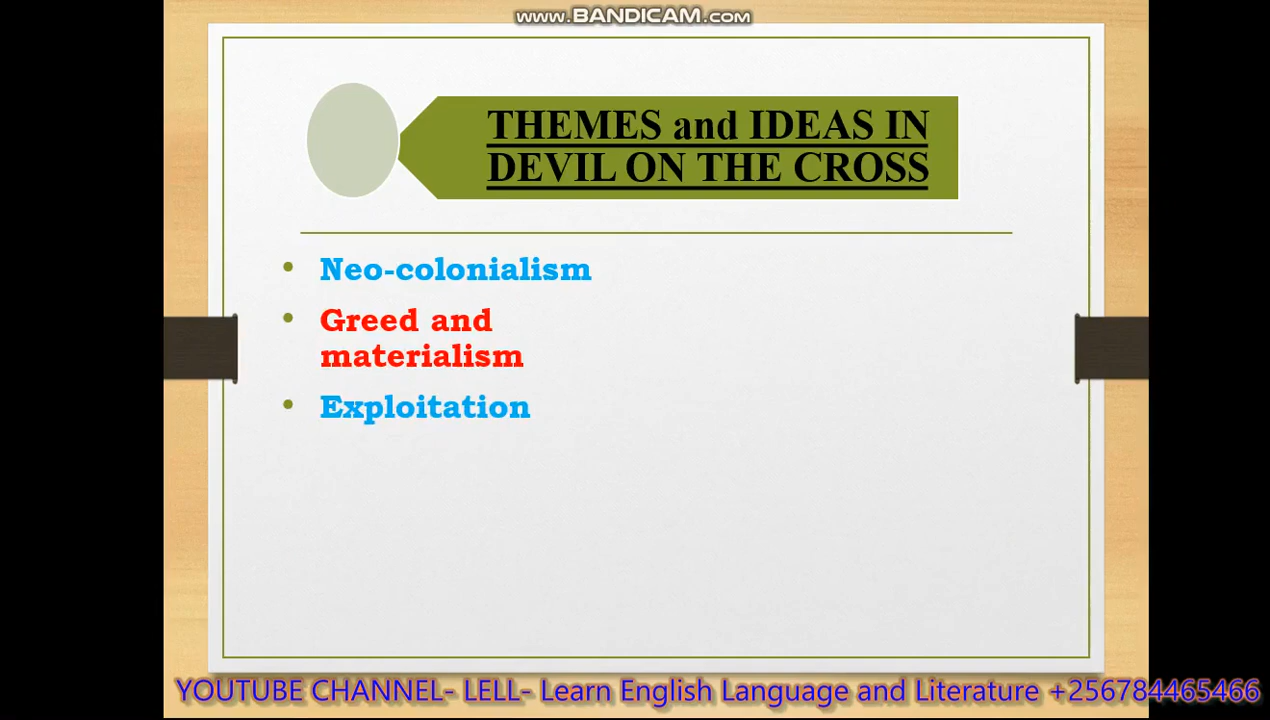 www.BANDICAM.com
THEMES and IDEAS IN
DEVIL ON THE CROSS
• Neo-colonialism
• Greed and
materialism
• Exploitation
YOUTUBE CHANNEL- LELL- Learn English Language and Literature +256784465466